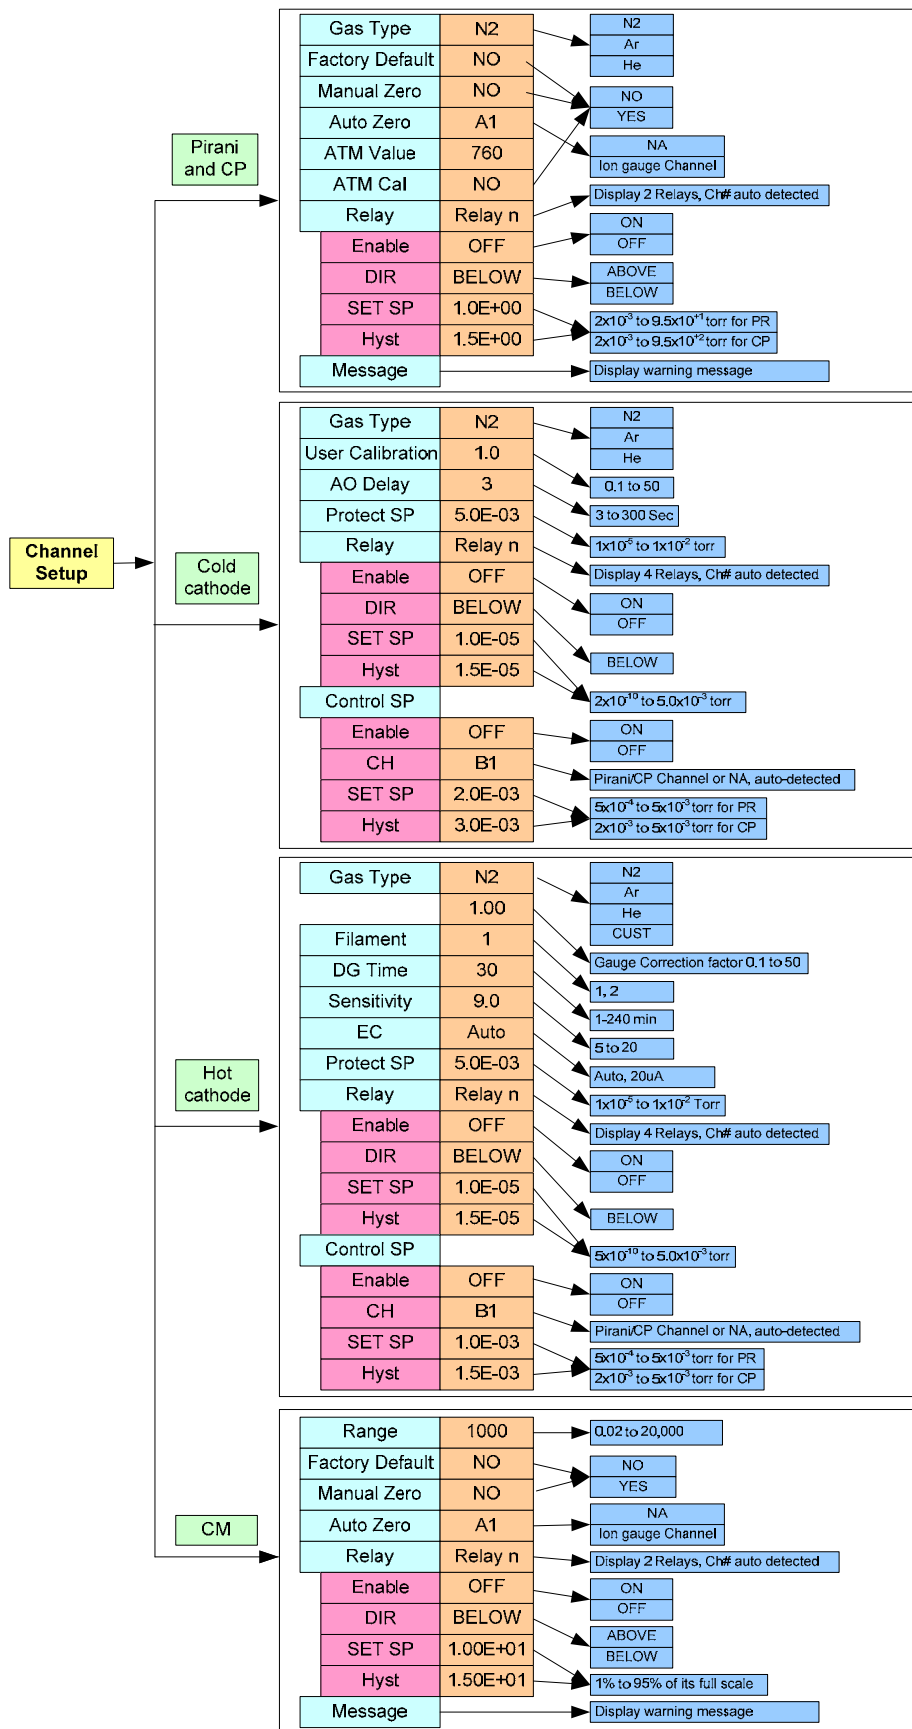 Channel
Setup
Pirani
and CP
Gas Type N2
Factory Default NO
Manual Zero NO
Auto Zero A1
ATM Value 760
ATM Cal NO
Relay Relay n
Enable OFF
DIR BELOW
SET SP 1.0E+00
Hyst 1.5E+00
Message
N2
Ar
He
NO
YES
NA
Ion gauge Channel
Display 2 Relays, Ch# auto detected
ON
OFF
ABOVE
BELOW
2x10⁻³ to 9.5x10⁺¹ torr for PR
2x10⁻³ to 9.5x10⁺² torr for CP
Display warning message
Cold
cathode
Gas Type N2
User Calibration 1.0
AO Delay 3
Protect SP 5.0E-03
Relay Relay n
Enable OFF
DIR BELOW
SET SP 1.0E-05
Hyst 1.5E-05
Control SP
Enable OFF
CH B1
SET SP 2.0E-03
Hyst 3.0E-03
N2
Ar
He
0.1 to 50
3 to 300 Sec
1x10⁻⁵ to 1x10⁻² torr
Display 4 Relays, Ch# auto detected
ON
OFF
BELOW
2x10⁻¹⁰ to 5.0x10⁻³ torr
ON
OFF
Pirani/CP Channel or NA, auto-detected
5x10⁻⁴ to 5x10⁻³ torr for PR
2x10⁻³ to 5x10⁻³ torr for CP
Hot
cathode
Gas Type N2
1.00
Filament 1
DG Time 30
Sensitivity 9.0
EC Auto
Protect SP 5.0E-03
Relay Relay n
Enable OFF
DIR BELOW
SET SP 1.0E-05
Hyst 1.5E-05
Control SP
Enable OFF
CH B1
SET SP 1.0E-03
Hyst 1.5E-03
N2
Ar
He
CUST
Gauge Correction factor 0.1 to 50
1, 2
1-240 min
5 to 20
Auto, 20uA
1x10⁻⁵ to 1x10⁻² Torr
Display 4 Relays, Ch# auto detected
ON
OFF
BELOW
5x10⁻¹⁰ to 5.0x10⁻³ torr
ON
OFF
Pirani/CP Channel or NA, auto-detected
5x10⁻⁴ to 5x10⁻³ torr for PR
2x10⁻³ to 5x10⁻³ torr for CP
CM
Range 1000
Factory Default NO
Manual Zero NO
Auto Zero A1
Relay Relay n
Enable OFF
DIR BELOW
SET SP 1.00E+01
Hyst 1.50E+01
Message
0.02 to 20,000
NO
YES
NA
Ion gauge Channel
Display 2 Relays, Ch# auto detected
ON
OFF
ABOVE
BELOW
1% to 95% of its full scale
Display warning message